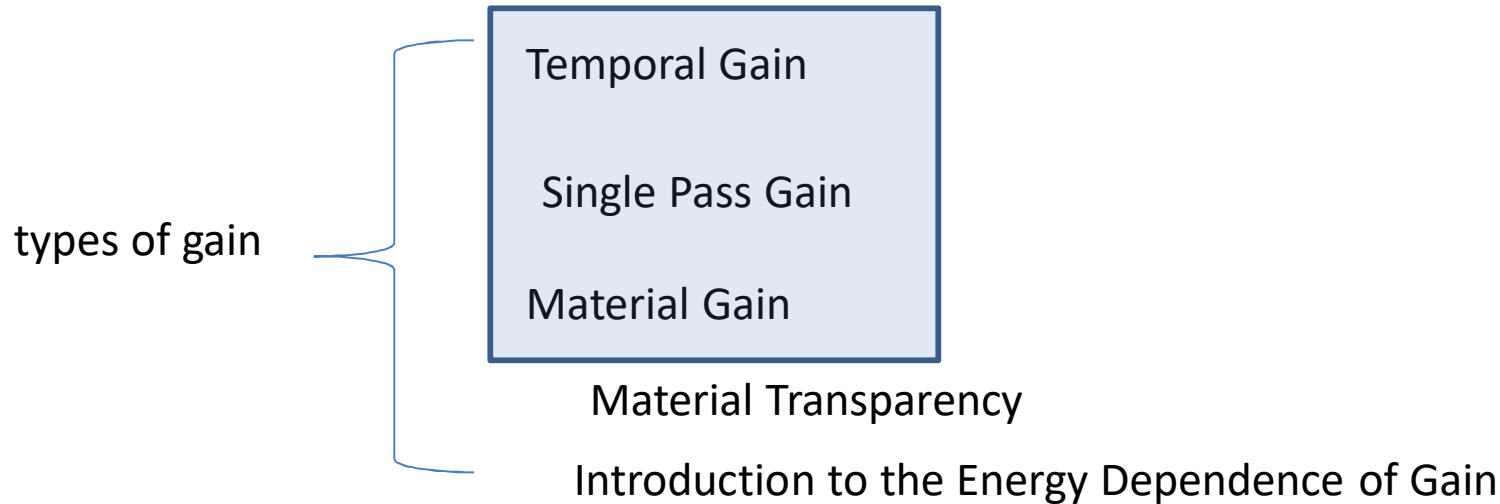 Temporal Gain
Single Pass Gain
types of gain
Material Gain
Material Transparency
Introduction to the Energy Dependence of Gain